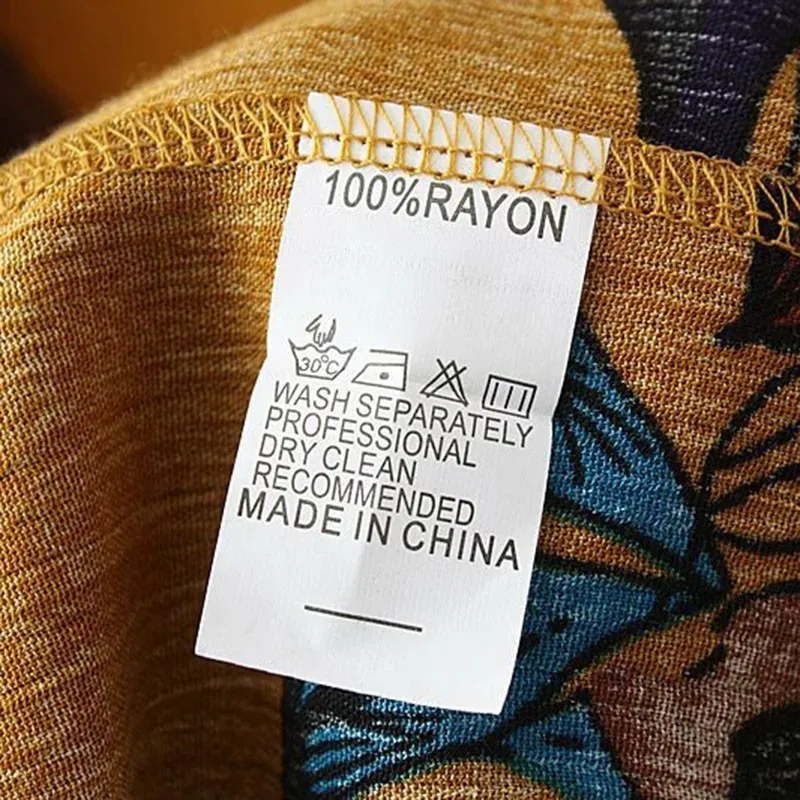 100%RAYON
30°C
WASH SEPARATELY
PROFESSIONAL
DRY CLEAN
RECOMMENDED
MADE IN CHINA